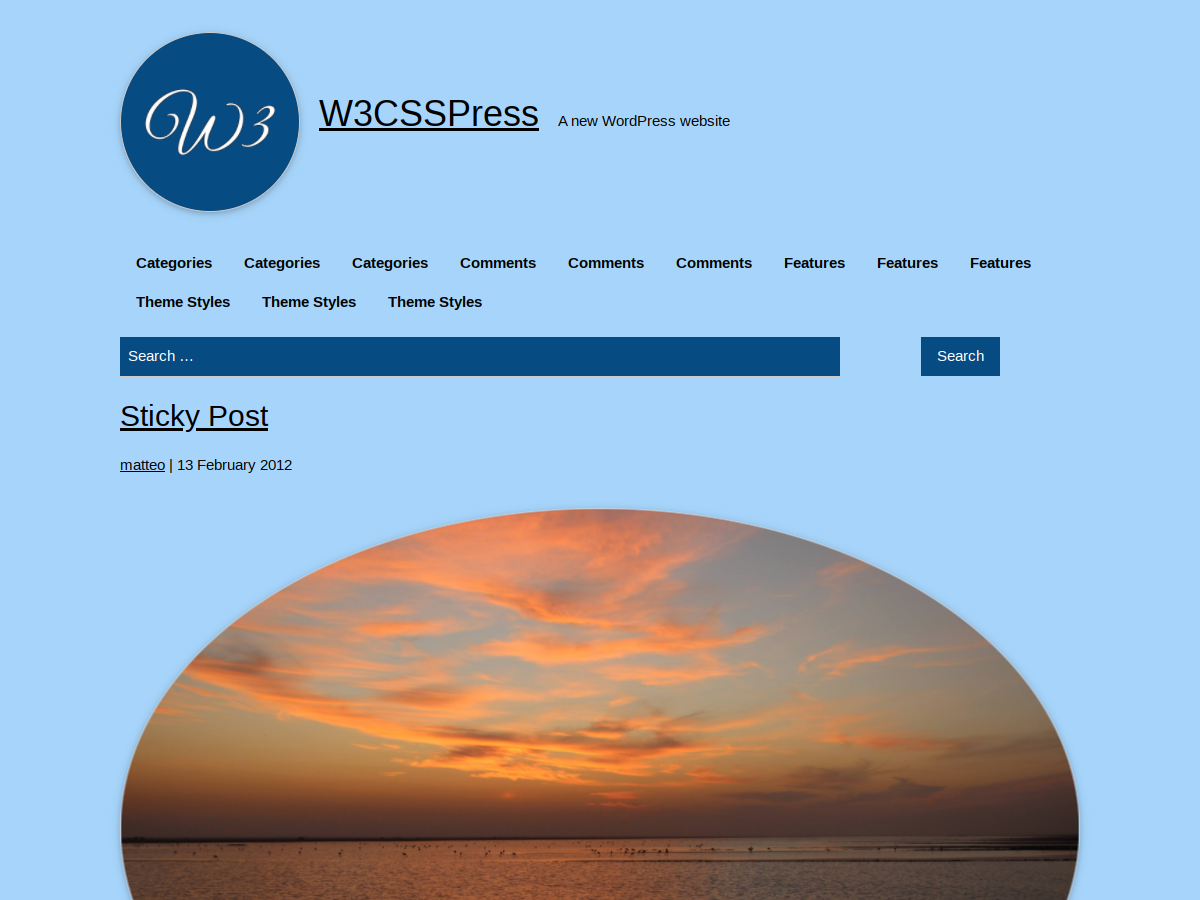 W3
W3CSSPress
A new WordPress website
Categories Categories Categories Comments Comments Comments Features Features Features
Theme Styles Theme Styles Theme Styles
Search … Search
Sticky Post
matteo | 13 February 2012